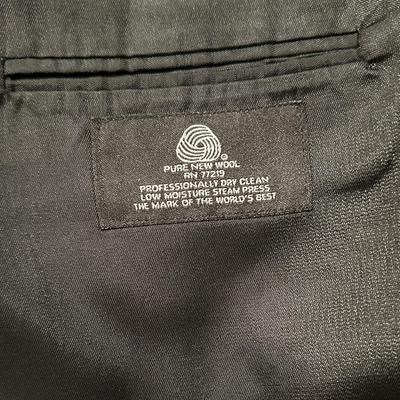 PURE NEW WOOL
RN 77219
PROFESSIONALLY DRY CLEAN
LOW MOISTURE STEAM PRESS
THE MARK OF THE WORLD'S BEST